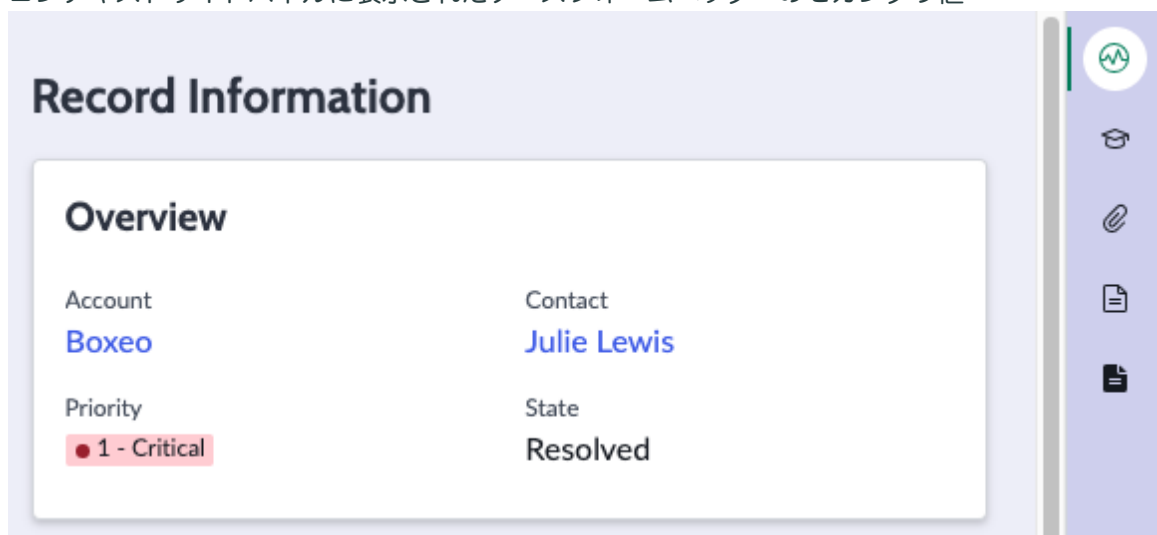 Record Information
Overview
Account
Contact
Boxeo
Julie Lewis
Priority
State
1 - Critical
Resolved